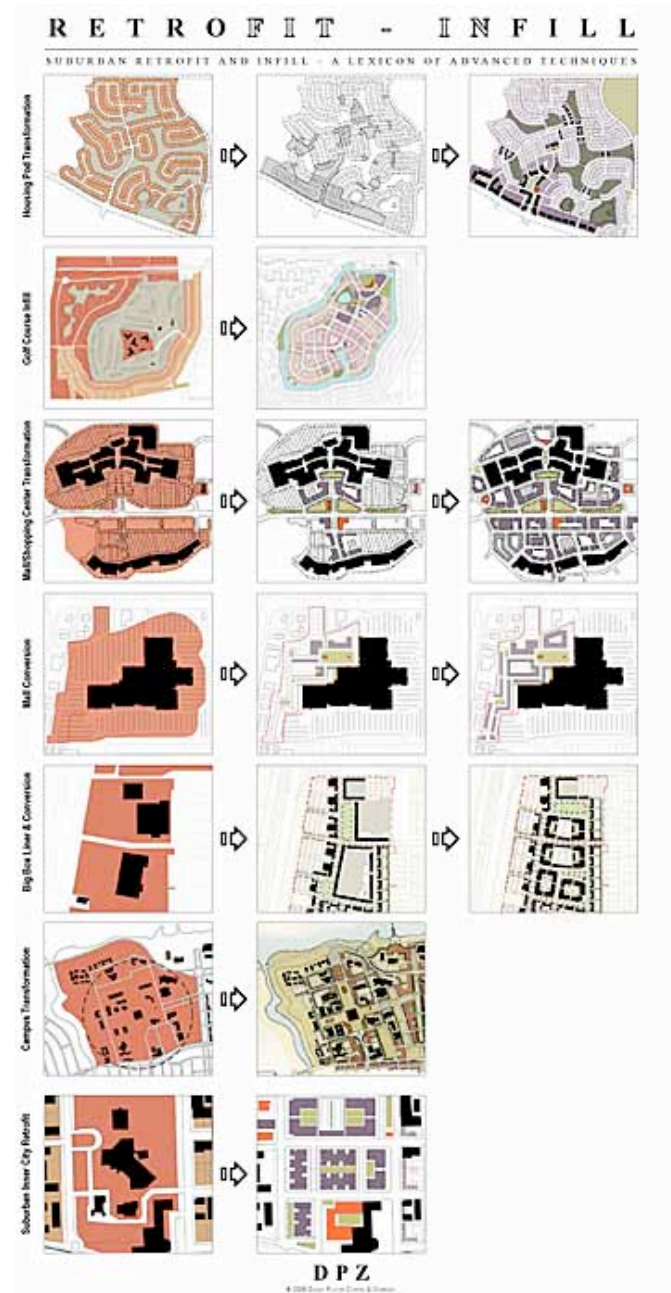 RETROFIT - INFILL
SUBURBAN RETROFIT AND INFILL - A LEXICON OF ADVANCED TECHNIQUES
Housing Pod Transformation
Golf Course Infill
Mall/Shopping Center Transformation
Mall Conversion
Big Box Liner & Conversion
Campus Transformation
Suburban Inner City Retrofit
DPZ